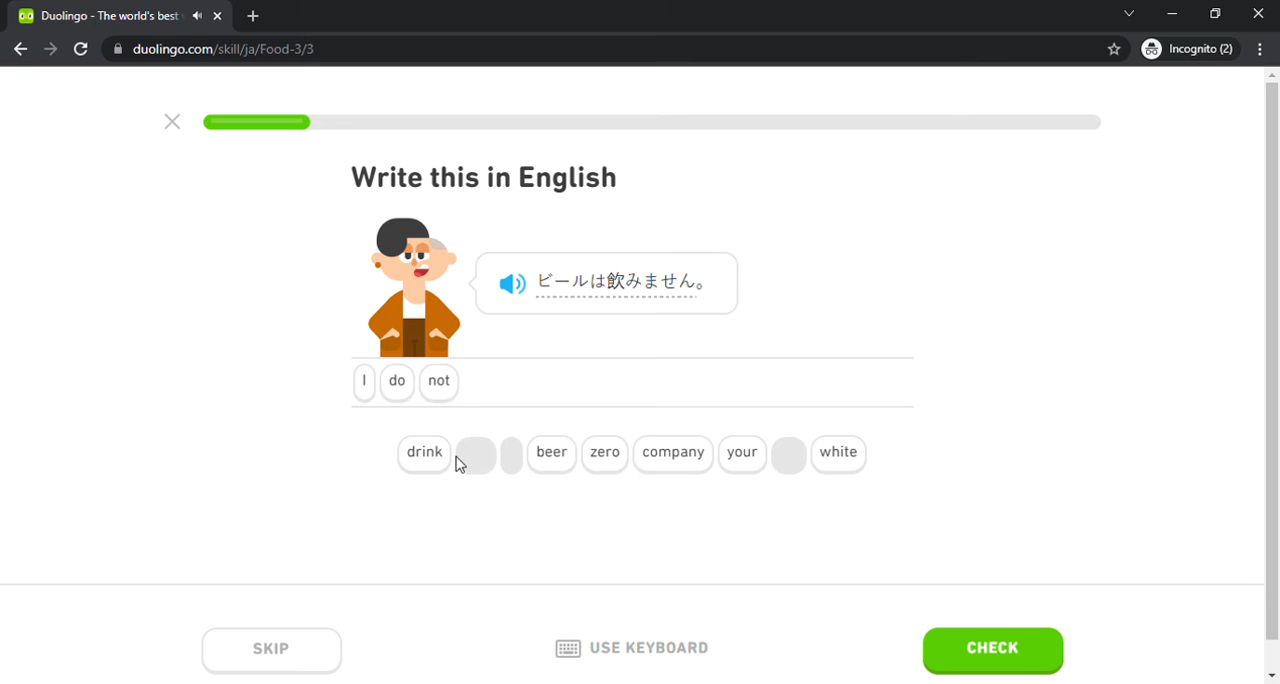 Duolingo - The world's best
duolingo.com/skill/ja/Food-3/3
Incognito (2)
Write this in English
ビールは飲みません。
I do not
drink beer zero company your white
SKIP
USE KEYBOARD
CHECK